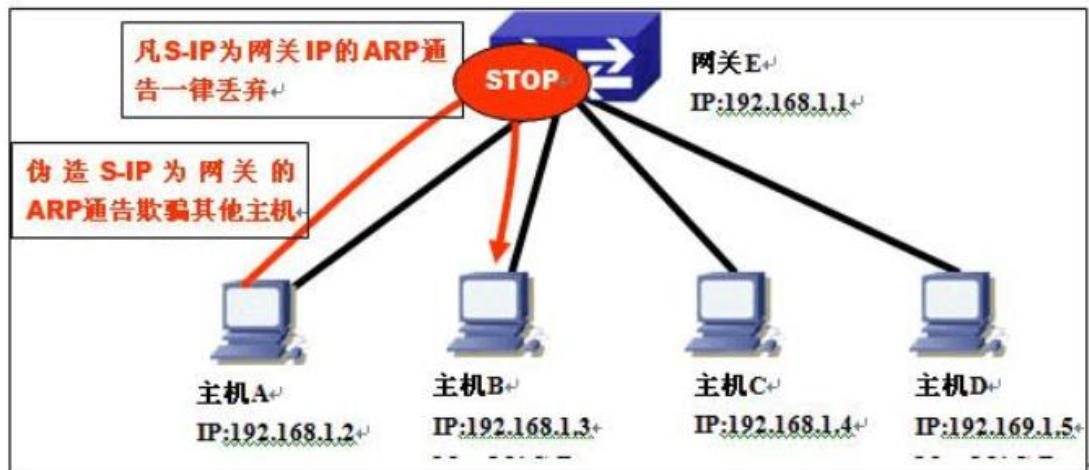 凡S-IP为网关IP的ARP通
告一律丢弃
STOP
网关E
IP:192.168.1.1
伪造S-IP为网关的
ARP通告欺骗其他主机
主机A
IP:192.168.1.2
主机B
IP:192.168.1.3
主机C
IP:192.168.1.4
主机D
IP:192.169.1.5